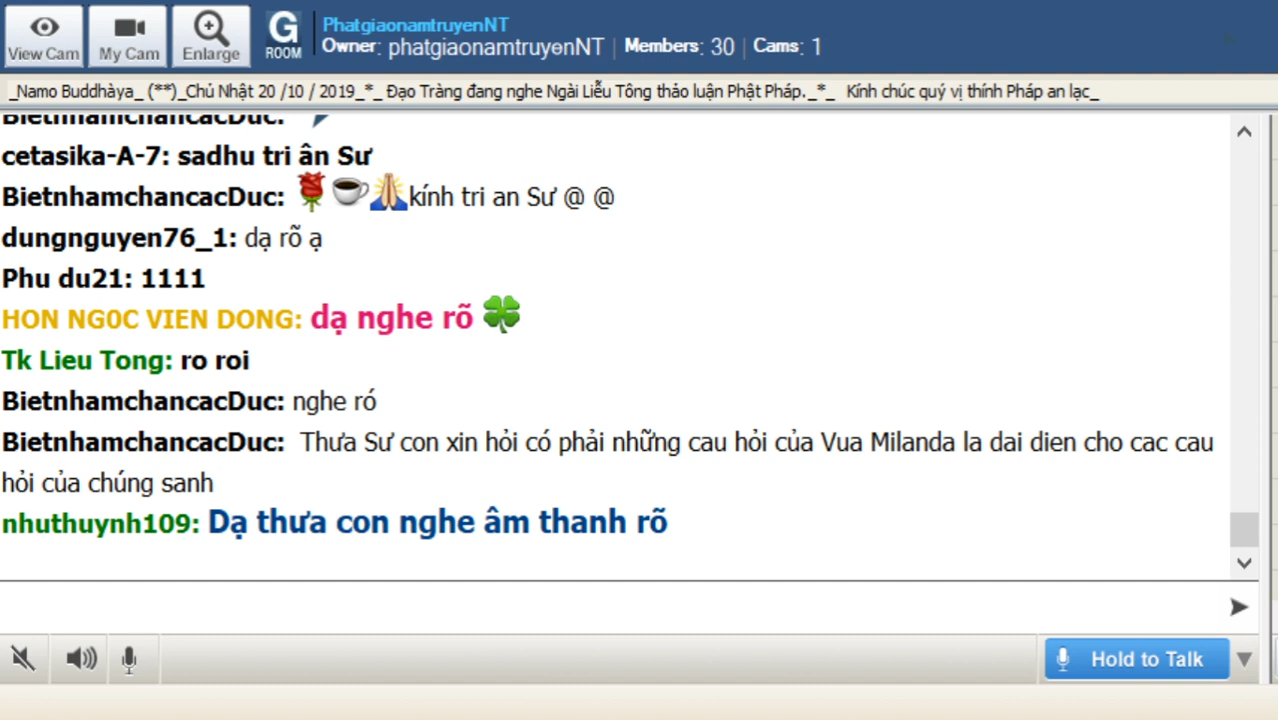 View Cam
My Cam
Enlarge
G
ROOM
PhatgiaonamtruyenNT
Owner: phatgiaonamtruyenNT | Members: 30 | Cams: 1
_Namo Buddhàya_ (**)_Chủ Nhật 20 /10 / 2019_*_ Đạo Tràng đang nghe Ngài Liễu Tông thảo luận Phật Pháp._*_ Kính chúc quý vị thính Pháp an lạc_
BietnhamchancacDuc:
cetasika-A-7: sadhu tri ân Sư
BietnhamchancacDuc: 🌹☕🙏kính tri an Sư @ @
dungnguyen76_1: dạ rõ ạ
Phu du21: 1111
HON NG0C VIEN DONG: dạ nghe rõ 🍀
Tk Lieu Tong: ro roi
BietnhamchancacDuc: nghe ró
BietnhamchancacDuc: Thưa Sư con xin hỏi có phải những cau hỏi của Vua Milanda la dai dien cho cac cau
hỏi của chúng sanh
nhuthuynh109: Dạ thưa con nghe âm thanh rõ
Hold to Talk